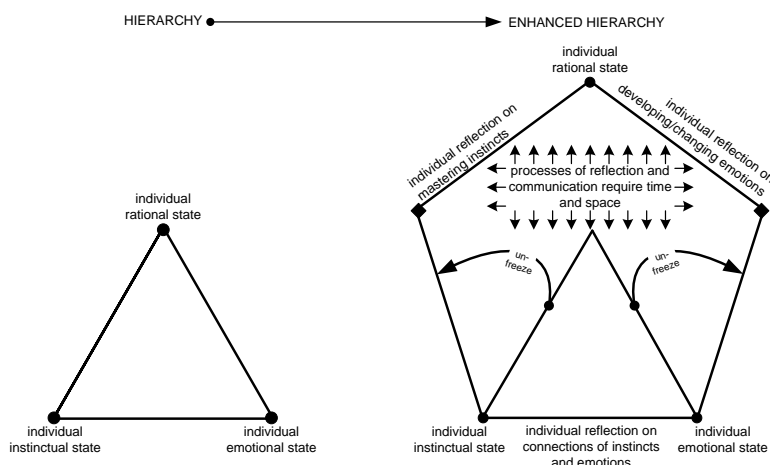 HIERARCHY
ENHANCED HIERARCHY
individual
rational state
individual reflection on
mastering instincts
individual reflection on
developing/changing emotions
processes of reflection and
communication require time
and space
individual
rational state
un-
freeze
un-
freeze
individual
instinctual state
individual
emotional state
individual
instinctual state
individual reflection on
connections of instincts
and emotions
individual
emotional state